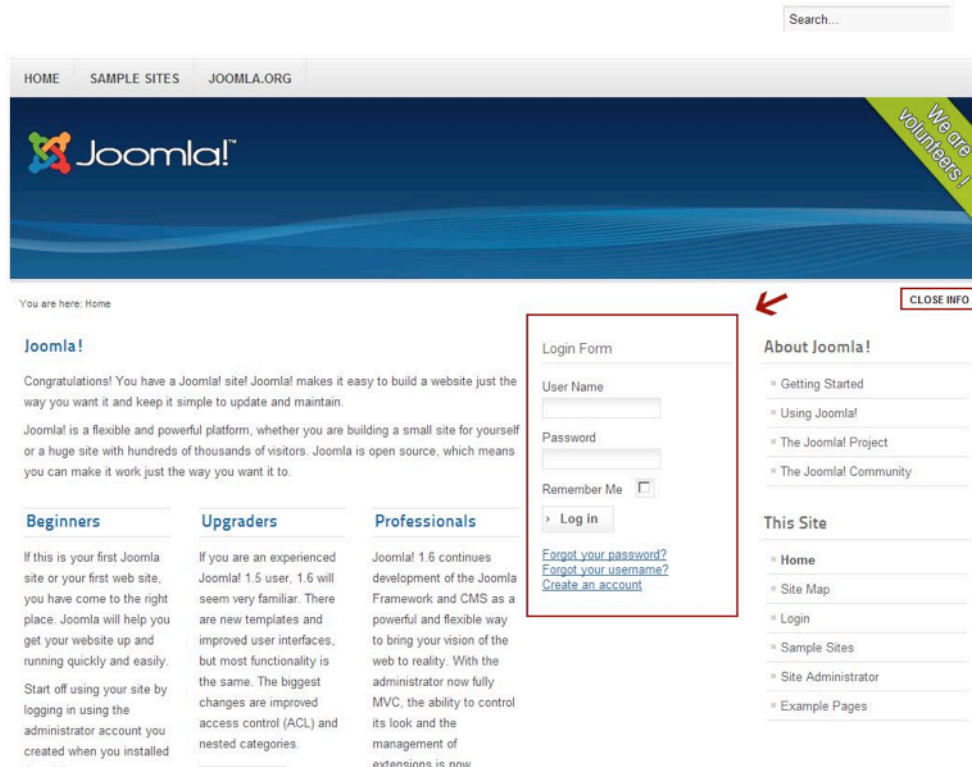 Search...
HOME SAMPLE SITES JOOMLA.ORG
Joomla!™
We are
volunteers!
You are here: Home
CLOSE INFO
Joomla!
Congratulations! You have a Joomla! site! Joomla! makes it easy to build a website just the
way you want it and keep it simple to update and maintain.
Joomla! is a flexible and powerful platform, whether you are building a small site for yourself
or a huge site with hundreds of thousands of visitors. Joomla is open source, which means
you can make it work just the way you want it to.
Beginners
If this is your first Joomla
site or your first web site,
you have come to the right
place. Joomla will help you
get your website up and
running quickly and easily.
Start off using your site by
logging in using the
administrator account you
created when you installed
Upgraders
If you are an experienced
Joomla! 1.5 user, 1.6 will
seem very familiar. There
are new templates and
improved user interfaces,
but most functionality is
the same. The biggest
changes are improved
access control (ACL) and
nested categories.
Professionals
Joomla! 1.6 continues
development of the Joomla
Framework and CMS as a
powerful and flexible way
to bring your vision of the
web to reality. With the
administrator now fully
MVC, the ability to control
its look and the
management of
extensions is now
Login Form
User Name
Password
Remember Me
Log in
Forgot your password?
Forgot your username?
Create an account
About Joomla!
Getting Started
Using Joomla!
The Joomla! Project
The Joomla! Community
This Site
Home
Site Map
Login
Sample Sites
Site Administrator
Example Pages